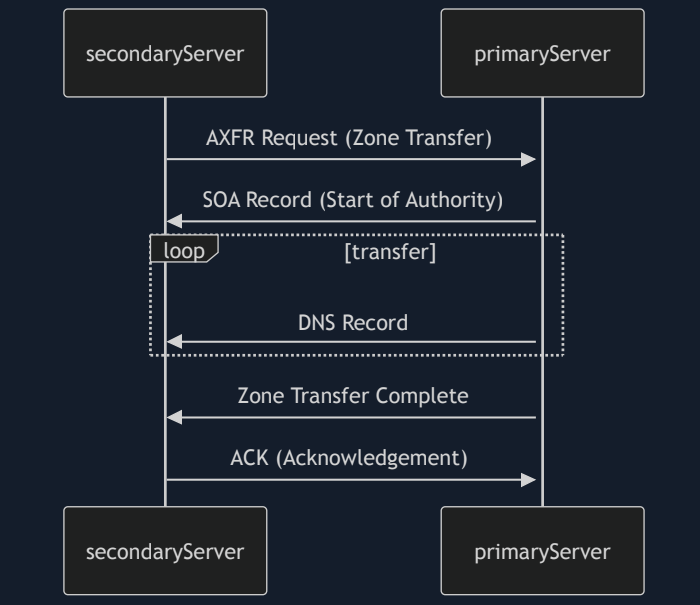 secondaryServer
primaryServer
AXFR Request (Zone Transfer)
SOA Record (Start of Authority)
loop
[transfer]
DNS Record
Zone Transfer Complete
ACK (Acknowledgement)
secondaryServer
primaryServer